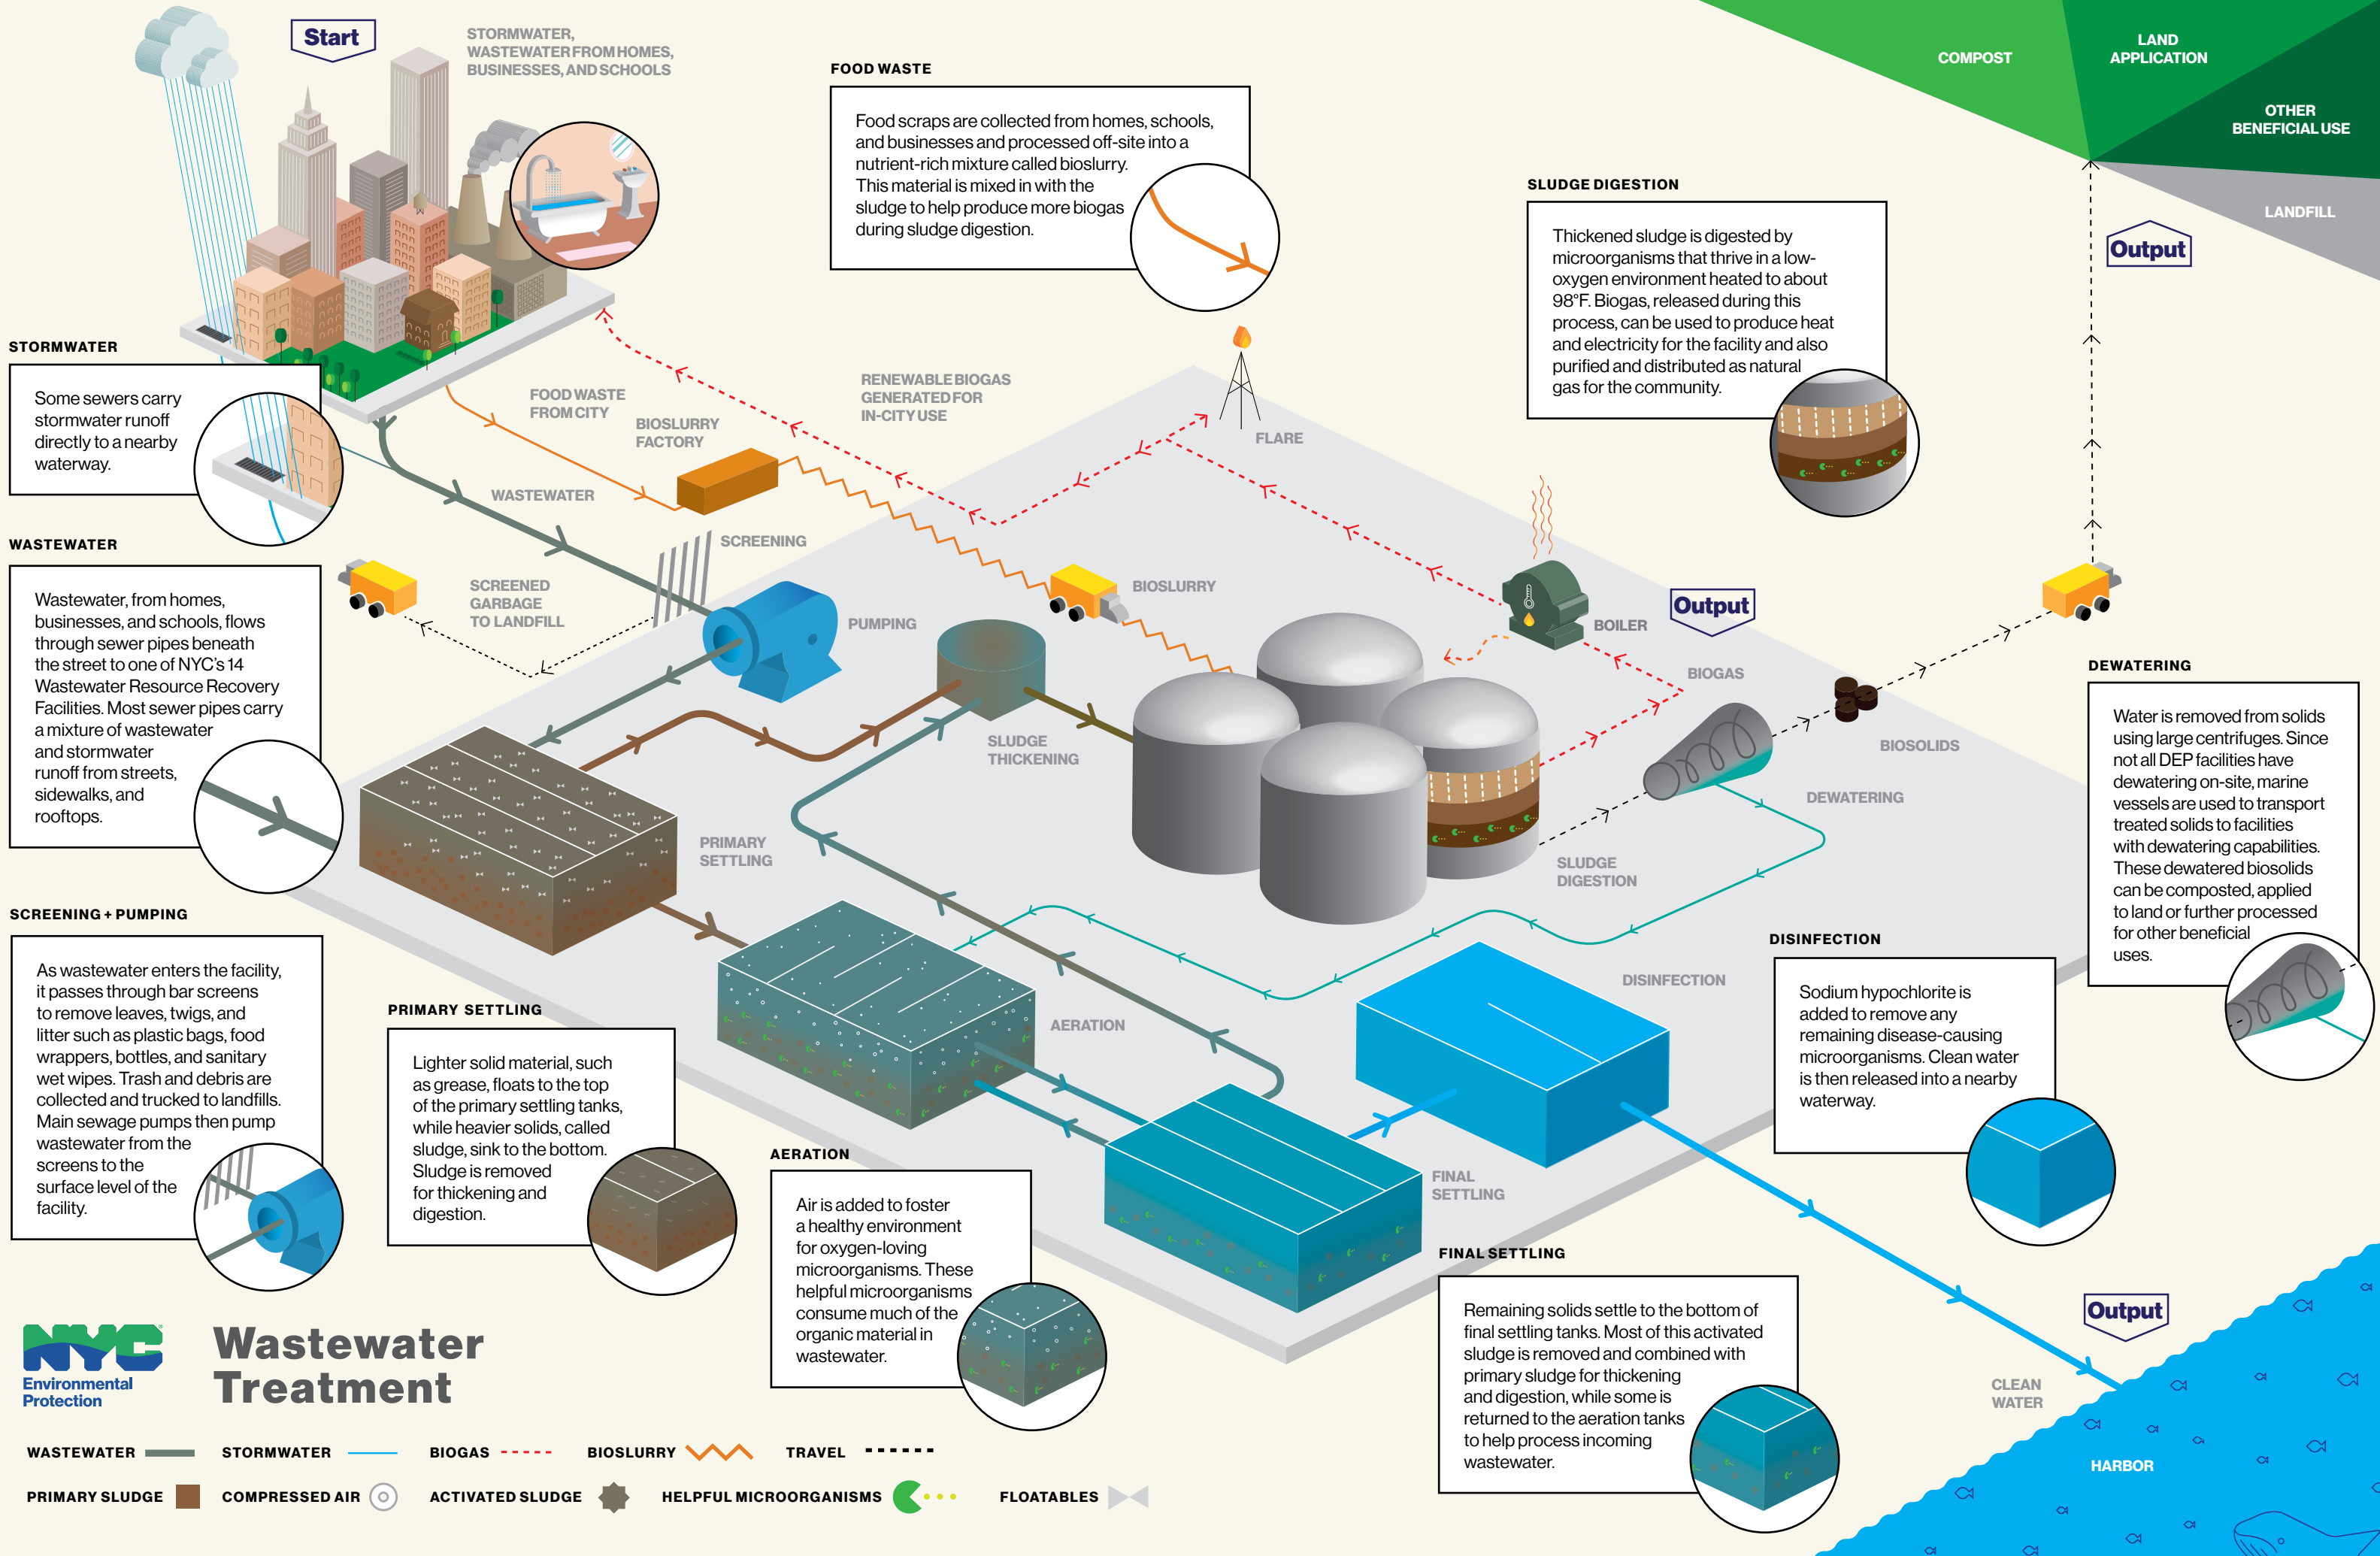 Start
STORMWATER,
WASTEWATER FROM HOMES,
BUSINESSES, AND SCHOOLS
FOOD WASTE
Food scraps are collected from homes, schools,
and businesses and processed off-site into a
nutrient-rich mixture called bioslurry.
This material is mixed in with the
sludge to help produce more biogas
during sludge digestion.
COMPOST
LAND
APPLICATION
OTHER
BENEFICIAL USE
LANDFILL
Output
SLUDGE DIGESTION
Thickened sludge is digested by
microorganisms that thrive in a low-
oxygen environment heated to about
98°F. Biogas, released during this
process, can be used to produce heat
and electricity for the facility and also
purified and distributed as natural
gas for the community.
STORMWATER
Some sewers carry
stormwater runoff
directly to a nearby
waterway.
FOOD WASTE
FROM CITY
BIOSLURRY
FACTORY
RENEWABLE BIOGAS
GENERATED FOR
IN-CITY USE
FLARE
WASTEWATER
WASTEWATER
Wastewater, from homes,
businesses, and schools, flows
through sewer pipes beneath
the street to one of NYC's 14
Wastewater Resource Recovery
Facilities. Most sewer pipes carry
a mixture of wastewater
and stormwater
runoff from streets,
sidewalks, and
rooftops.
SCREENING
SCREENED
GARBAGE
TO LANDFILL
PUMPING
BIOSLURRY
BOILER
Output
BIOGAS
SLUDGE
THICKENING
BIOSOLIDS
DEWATERING
SLUDGE
DIGESTION
DEWATERING
Water is removed from solids
using large centrifuges. Since
not all DEP facilities have
dewatering on-site, marine
vessels are used to transport
treated solids to facilities
with dewatering capabilities.
These dewatered biosolids
can be composted, applied
to land or further processed
for other beneficial
uses.
PRIMARY
SETTLING
SCREENING + PUMPING
As wastewater enters the facility,
it passes through bar screens
to remove leaves, twigs, and
litter such as plastic bags, food
wrappers, bottles, and sanitary
wet wipes. Trash and debris are
collected and trucked to landfills.
Main sewage pumps then pump
wastewater from the
screens to the
surface level of the
facility.
PRIMARY SETTLING
Lighter solid material, such
as grease, floats to the top
of the primary settling tanks,
while heavier solids, called
sludge, sink to the bottom.
Sludge is removed
for thickening and
digestion.
AERATION
AERATION
Air is added to foster
a healthy environment
for oxygen-loving
microorganisms. These
helpful microorganisms
consume much of the
organic material in
wastewater.
DISINFECTION
DISINFECTION
Sodium hypochlorite is
added to remove any
remaining disease-causing
microorganisms. Clean water
is then released into a nearby
waterway.
FINAL
SETTLING
FINAL SETTLING
Remaining solids settle to the bottom of
final settling tanks. Most of this activated
sludge is removed and combined with
primary sludge for thickening
and digestion, while some is
returned to the aeration tanks
to help process incoming
wastewater.
Output
CLEAN
WATER
HARBOR
NYC
Environmental
Protection
Wastewater
Treatment
WASTEWATER
STORMWATER
BIOGAS
BIOSLURRY
TRAVEL
PRIMARY SLUDGE
COMPRESSED AIR
ACTIVATED SLUDGE
HELPFUL MICROORGANISMS
FLOATABLES